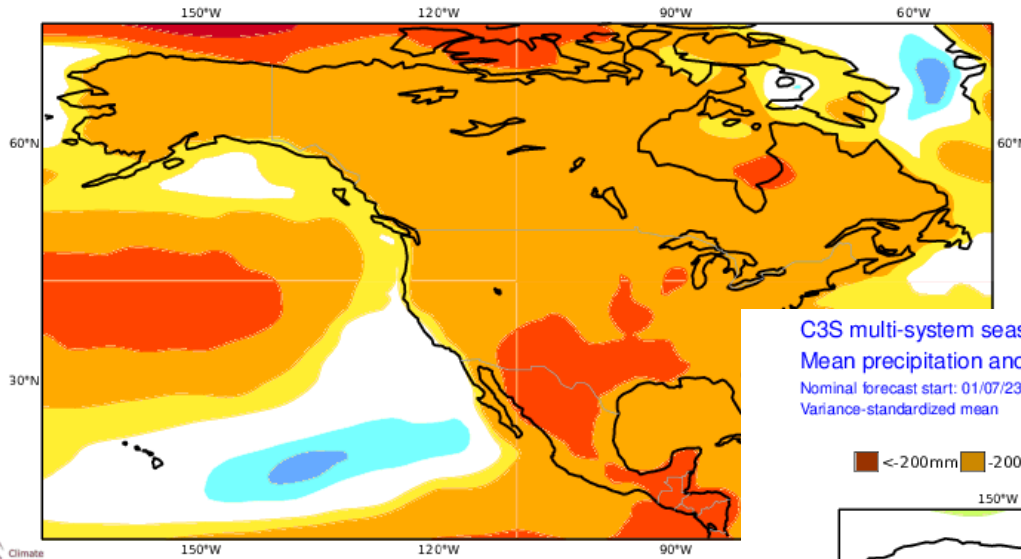 150°W 120°W 90°W 60°W
60°N 60°N
C3S multi-system seas
Mean precipitation and
Nominal forecast start: 01/07/23
30°N
Variance-standardized mean
<-200mm -200
150°W
150°W 120°W 90°W
Climate